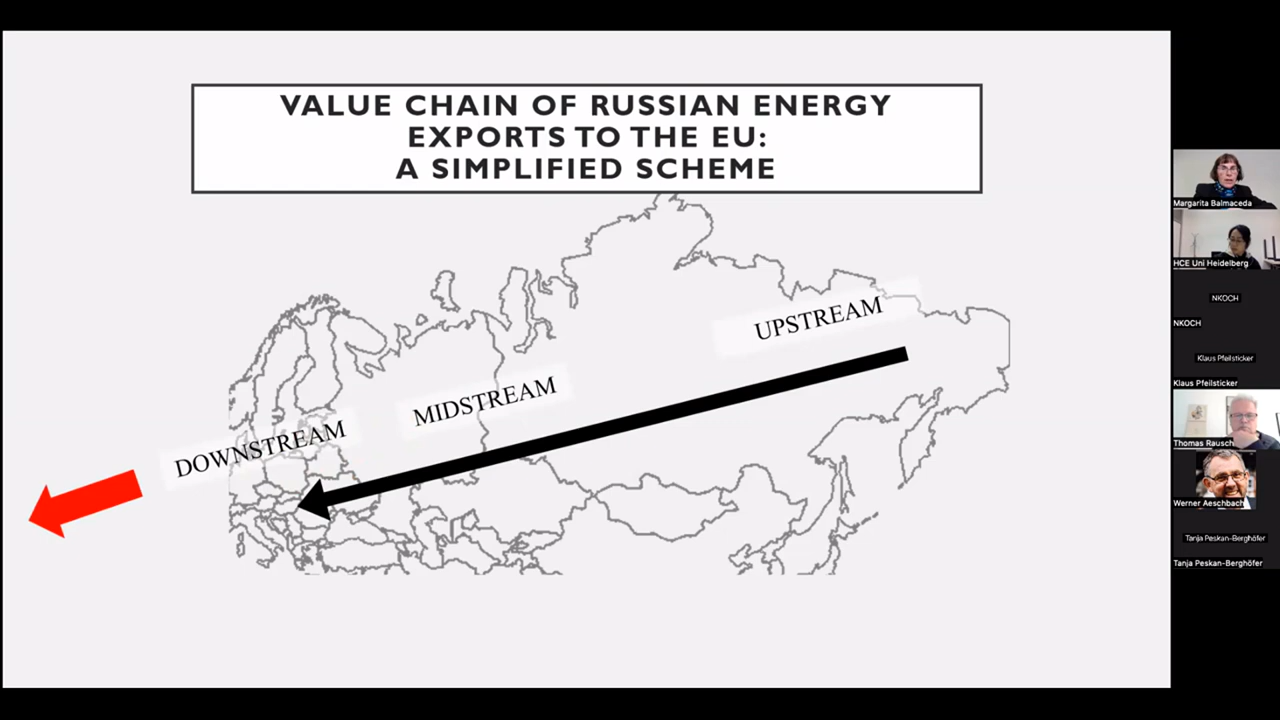 VALUE CHAIN OF RUSSIAN ENERGY
EXPORTS TO THE EU:
A SIMPLIFIED SCHEME
UPSTREAM
MIDSTREAM
DOWNSTREAM
Margarita Balmaceda
HCE Uni Heidelberg
NKOCH
NKOCH
Klaus Pfeilsticker
Klaus Pfeilsticker
Thomas Rausch
Werner Aeschbach
Tanja Peskan-Berghöfer
Tanja Peskan-Berghöfer